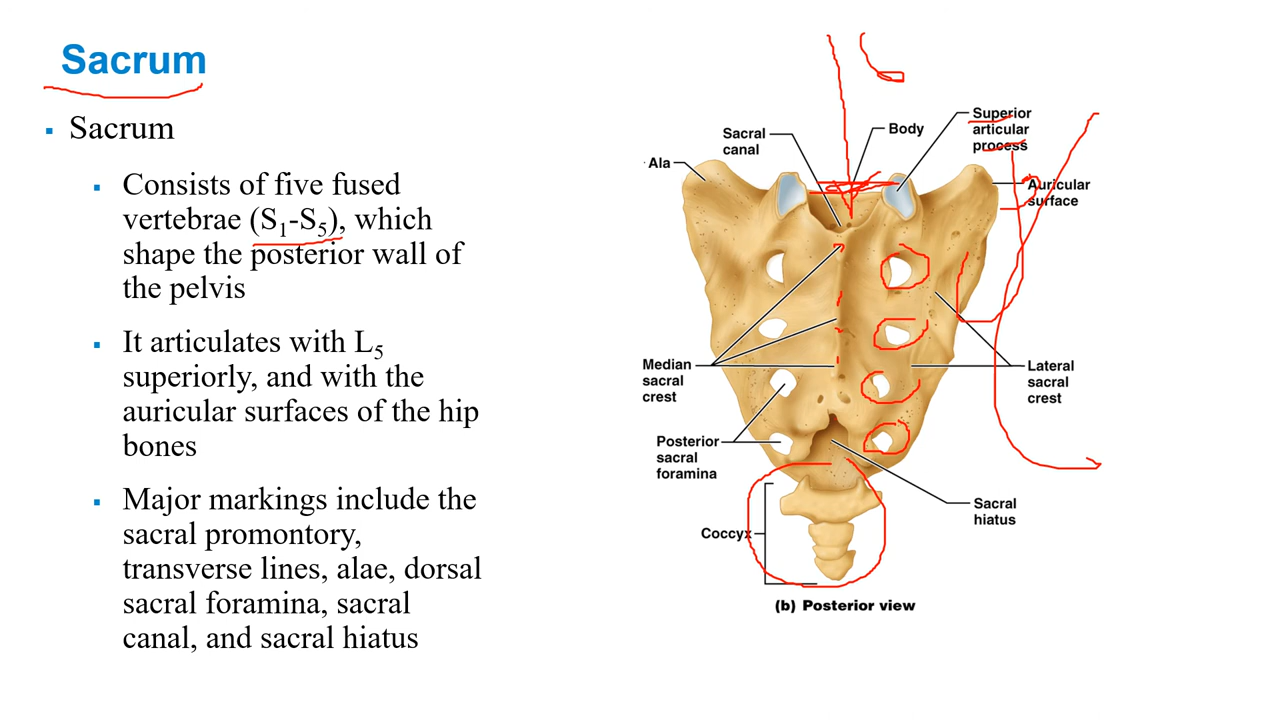 Sacrum
▪ Sacrum
▪ Consists of five fused
vertebrae (S₁-S₅), which
shape the posterior wall of
the pelvis
▪ It articulates with L₅
superiorly, and with the
auricular surfaces of the hip
bones
▪ Major markings include the
sacral promontory,
transverse lines, alae, dorsal
sacral foramina, sacral
canal, and sacral hiatus
Ala
Sacral
canal
Body
Superior
articular
process
Auricular
surface
Median
sacral
crest
Lateral
sacral
crest
Posterior
sacral
foramina
Sacral
hiatus
Coccyx
(b) Posterior view